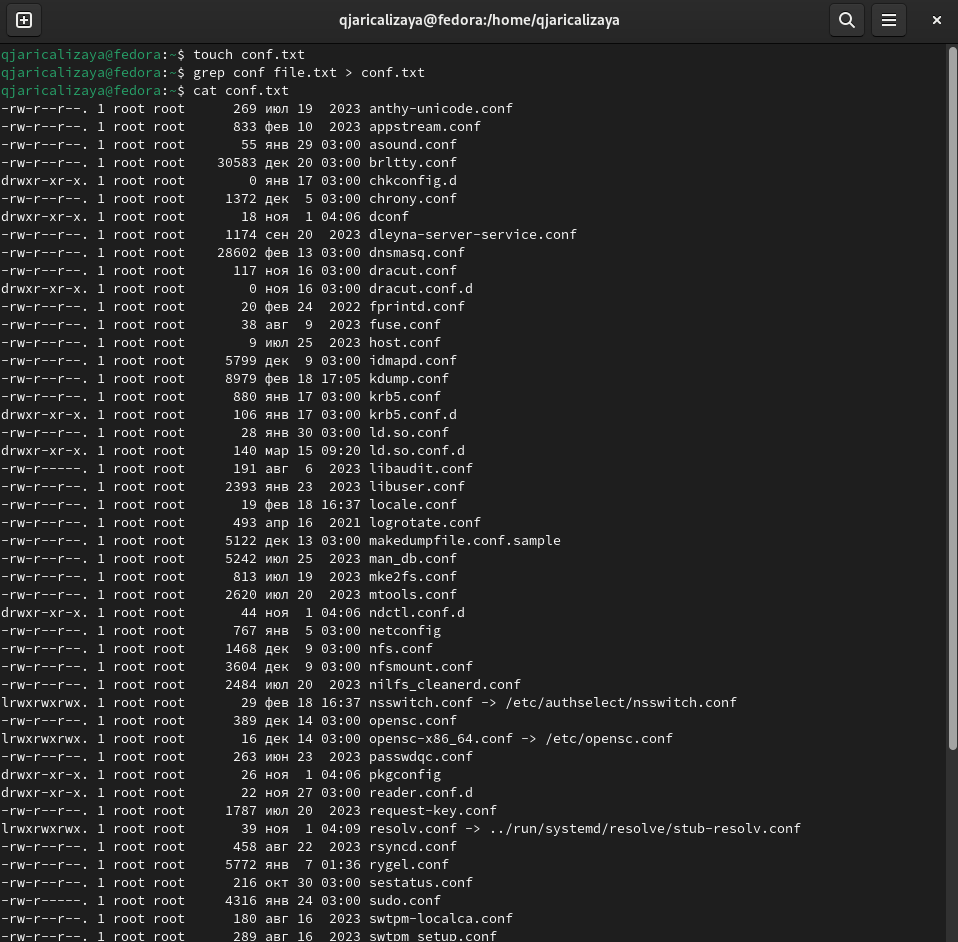 qjaricalizaya@fedora:/home/qjaricalizaya
qjaricalizaya@fedora:~$ touch conf.txt
qjaricalizaya@fedora:~$ grep conf file.txt > conf.txt
qjaricalizaya@fedora:~$ cat conf.txt
-rw-r--r--. 1 root root      269 июл 19  2023 anthy-unicode.conf
-rw-r--r--. 1 root root      833 фев 10  2023 appstream.conf
-rw-r--r--. 1 root root       55 янв 29 03:00 asound.conf
-rw-r--r--. 1 root root    30583 дек 20 03:00 brltty.conf
drwxr-xr-x. 1 root root        0 янв 17 03:00 chkconfig.d
-rw-r--r--. 1 root root     1372 дек  5 03:00 chrony.conf
drwxr-xr-x. 1 root root       18 ноя  1 04:06 dconf
-rw-r--r--. 1 root root     1174 сен 20  2023 dleyna-server-service.conf
-rw-r--r--. 1 root root    28602 фев 13 03:00 dnsmasq.conf
-rw-r--r--. 1 root root      117 ноя 16 03:00 dracut.conf
drwxr-xr-x. 1 root root        0 ноя 16 03:00 dracut.conf.d
-rw-r--r--. 1 root root       20 фев 24  2022 fprintd.conf
-rw-r--r--. 1 root root       38 авг  9  2023 fuse.conf
-rw-r--r--. 1 root root        9 июл 25  2023 host.conf
-rw-r--r--. 1 root root     5799 дек  9 03:00 idmapd.conf
-rw-r--r--. 1 root root     8979 фев 18 17:05 kdump.conf
-rw-r--r--. 1 root root      880 янв 17 03:00 krb5.conf
drwxr-xr-x. 1 root root      106 янв 17 03:00 krb5.conf.d
-rw-r--r--. 1 root root       28 янв 30 03:00 ld.so.conf
drwxr-xr-x. 1 root root      140 мар 15 09:20 ld.so.conf.d
-rw-r-----. 1 root root      191 авг  6  2023 libaudit.conf
-rw-r--r--. 1 root root     2393 янв 23  2023 libuser.conf
-rw-r--r--. 1 root root       19 фев 18 16:37 locale.conf
-rw-r--r--. 1 root root      493 апр 16  2021 logrotate.conf
-rw-r--r--. 1 root root     5122 дек 13 03:00 makedumpfile.conf.sample
-rw-r--r--. 1 root root     5242 июл 25  2023 man_db.conf
-rw-r--r--. 1 root root      813 июл 19  2023 mke2fs.conf
-rw-r--r--. 1 root root     2620 июл 20  2023 mtools.conf
drwxr-xr-x. 1 root root       44 ноя  1 04:06 ndctl.conf.d
-rw-r--r--. 1 root root      767 янв  5 03:00 netconfig
-rw-r--r--. 1 root root     1468 дек  9 03:00 nfs.conf
-rw-r--r--. 1 root root     3604 дек  9 03:00 nfsmount.conf
-rw-r--r--. 1 root root     2484 июл 20  2023 nilfs_cleanerd.conf
lrwxrwxrwx. 1 root root       29 фев 18 16:37 nsswitch.conf -> /etc/authselect/nsswitch.conf
-rw-r--r--. 1 root root      389 дек 14 03:00 opensc.conf
lrwxrwxrwx. 1 root root       16 дек 14 03:00 opensc-x86_64.conf -> /etc/opensc.conf
-rw-r--r--. 1 root root      263 июн 23  2023 passwdqc.conf
drwxr-xr-x. 1 root root       26 ноя  1 04:06 pkgconfig
drwxr-xr-x. 1 root root       22 ноя 27 03:00 reader.conf.d
-rw-r--r--. 1 root root     1787 июл 20  2023 request-key.conf
lrwxrwxrwx. 1 root root       39 ноя  1 04:09 resolv.conf -> ../run/systemd/resolve/stub-resolv.conf
-rw-r--r--. 1 root root      458 авг 22  2023 rsyncd.conf
-rw-r--r--. 1 root root     5772 янв  7 01:36 rygel.conf
-rw-r--r--. 1 root root      216 окт 30 03:00 sestatus.conf
-rw-r-----. 1 root root     4316 янв 24 03:00 sudo.conf
-rw-r--r--. 1 root root      180 авг 16  2023 swtpm-localca.conf
-rw-r--r--. 1 root root      289 авг 16  2023 swtpm_setup.conf